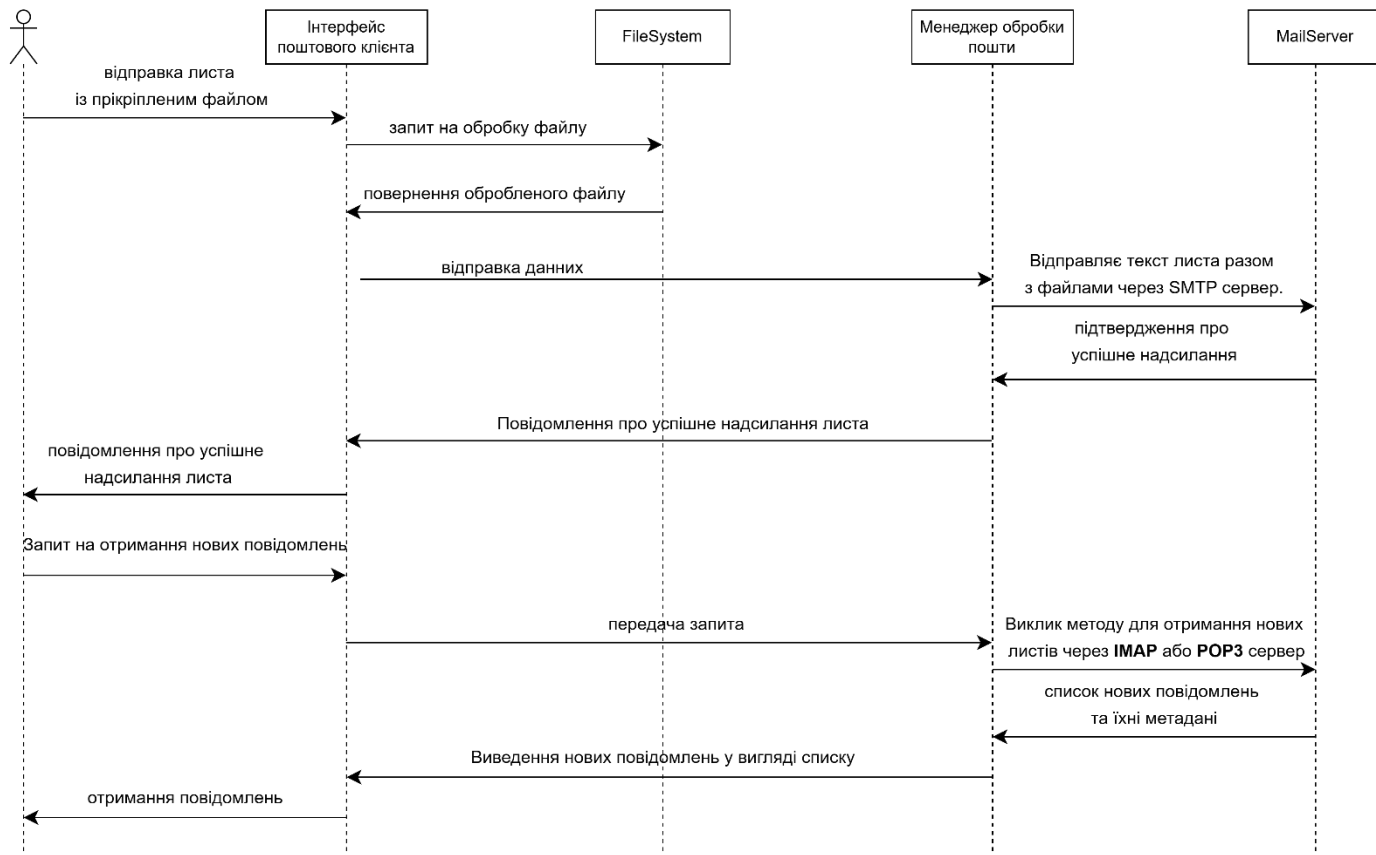 Інтерфейс
поштового клієнта
FileSystem
Менеджер обробки
пошти
MailServer
відправка листа
із прікріпленим файлом
запит на обробку файлу
повернення обробленого файлу
відправка данних
Відправляє текст листа разом
з файлами через SMTP сервер.
підтвердження про
успішне надсилання
Повідомлення про успішне надсилання листа
повідомлення про успішне
надсилання листа
Запит на отримання нових повідомлень
передача запита
Виклик методу для отримання нових
листів через IMAP або POP3 сервер
список нових повідомлень
та їхні метадані
Виведення нових повідомлень у вигляді списку
отримання повідомлень